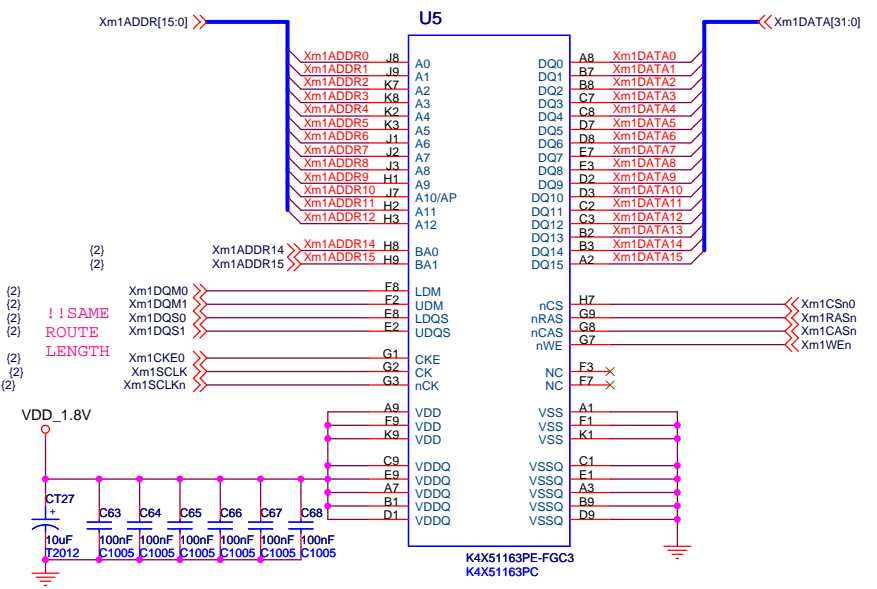 U5
Xm1ADDR[15:0] Xm1DATA[31:0]
Xm1ADDR0 J8 A0 DQ0 A8 Xm1DATA0
Xm1ADDR1 J9 A1 DQ1 B7 Xm1DATA1
Xm1ADDR2 K7 A2 DQ2 B8 Xm1DATA2
Xm1ADDR3 K8 A3 DQ3 C7 Xm1DATA3
Xm1ADDR4 K2 A4 DQ4 C8 Xm1DATA4
Xm1ADDR5 K3 A5 DQ5 D7 Xm1DATA5
Xm1ADDR6 J1 A6 DQ6 D8 Xm1DATA6
Xm1ADDR7 J2 A7 DQ7 E7 Xm1DATA7
Xm1ADDR8 J3 A8 DQ8 E3 Xm1DATA8
Xm1ADDR9 H1 A9 DQ9 D2 Xm1DATA9
Xm1ADDR10 J7 A10/AP DQ10 D3 Xm1DATA10
Xm1ADDR11 H2 A11 DQ11 C2 Xm1DATA11
Xm1ADDR12 H3 A12 DQ12 C3 Xm1DATA12
DQ13 B2 Xm1DATA13
{2} Xm1ADDR14 Xm1ADDR14 H8 BA0 DQ14 B3 Xm1DATA14
{2} Xm1ADDR15 Xm1ADDR15 H9 BA1 DQ15 A2 Xm1DATA15
{2} Xm1DQM0 F8 LDM
{2} Xm1DQM1 F2 UDM nCS H7 Xm1CSn0
{2} Xm1DQS0 E8 LDQS nRAS G9 Xm1RASn
{2} Xm1DQS1 E2 UDQS nCAS G8 Xm1CASn
nWE G7 Xm1WEn
!!SAME
ROUTE
LENGTH
{2} Xm1CKE0 G1 CKE
{2} Xm1SCLK G2 CK NC F3
{2} Xm1SCLKn G3 nCK NC F7
VDD_1.8V
A9 VDD VSS A1
F9 VDD VSS F1
K9 VDD VSS K1
C9 VDDQ VSSQ C1
E9 VDDQ VSSQ E1
A7 VDDQ VSSQ A3
B1 VDDQ VSSQ B9
D1 VDDQ VSSQ D9
CT27
+
10uF
T2012
C63 C64 C65 C66 C67 C68
100nF 100nF 100nF 100nF 100nF 100nF
C1005 C1005 C1005 C1005 C1005 C1005
K4X51163PE-FGC3
K4X51163PC